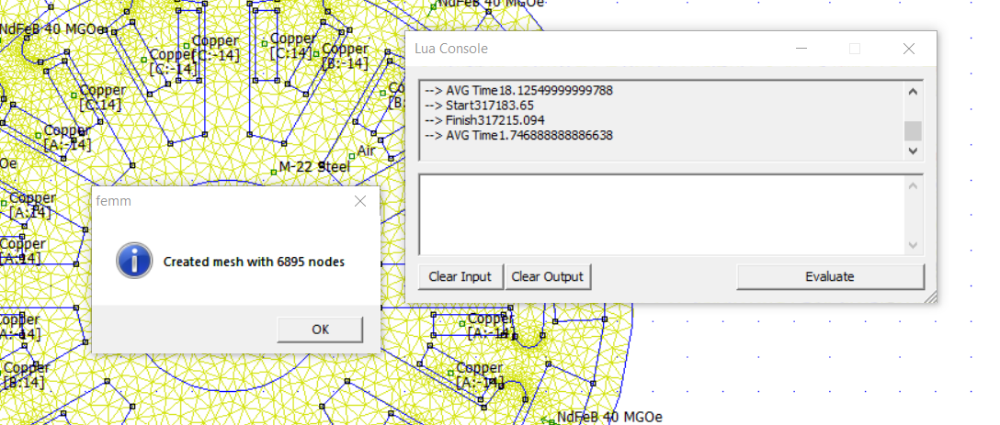 NdFeB 40 MGOe
NdFeB 40 MGOe
Copper
[C:-14]
Copper
[C:14]
Copper
[C:-14]
Copper
[B:-14]
Copper
[C:14]
Co
[B:
Copper
[A:-14]
Air
Oe
M-22 Steel
Copper
[A:14]
Copper
[A:14]
opper
A:-14]
Copper
[B:14]
Copper
[A:-14]
Copper
[A:-14]
NdFeB 40 MGOe
femm
Created mesh with 6895 nodes
OK
Lua Console
--> AVG Time18.12549999999788
--> Start317183.65
--> Finish317215.094
--> AVG Time1.746888888886638
Clear Input
Clear Output
Evaluate